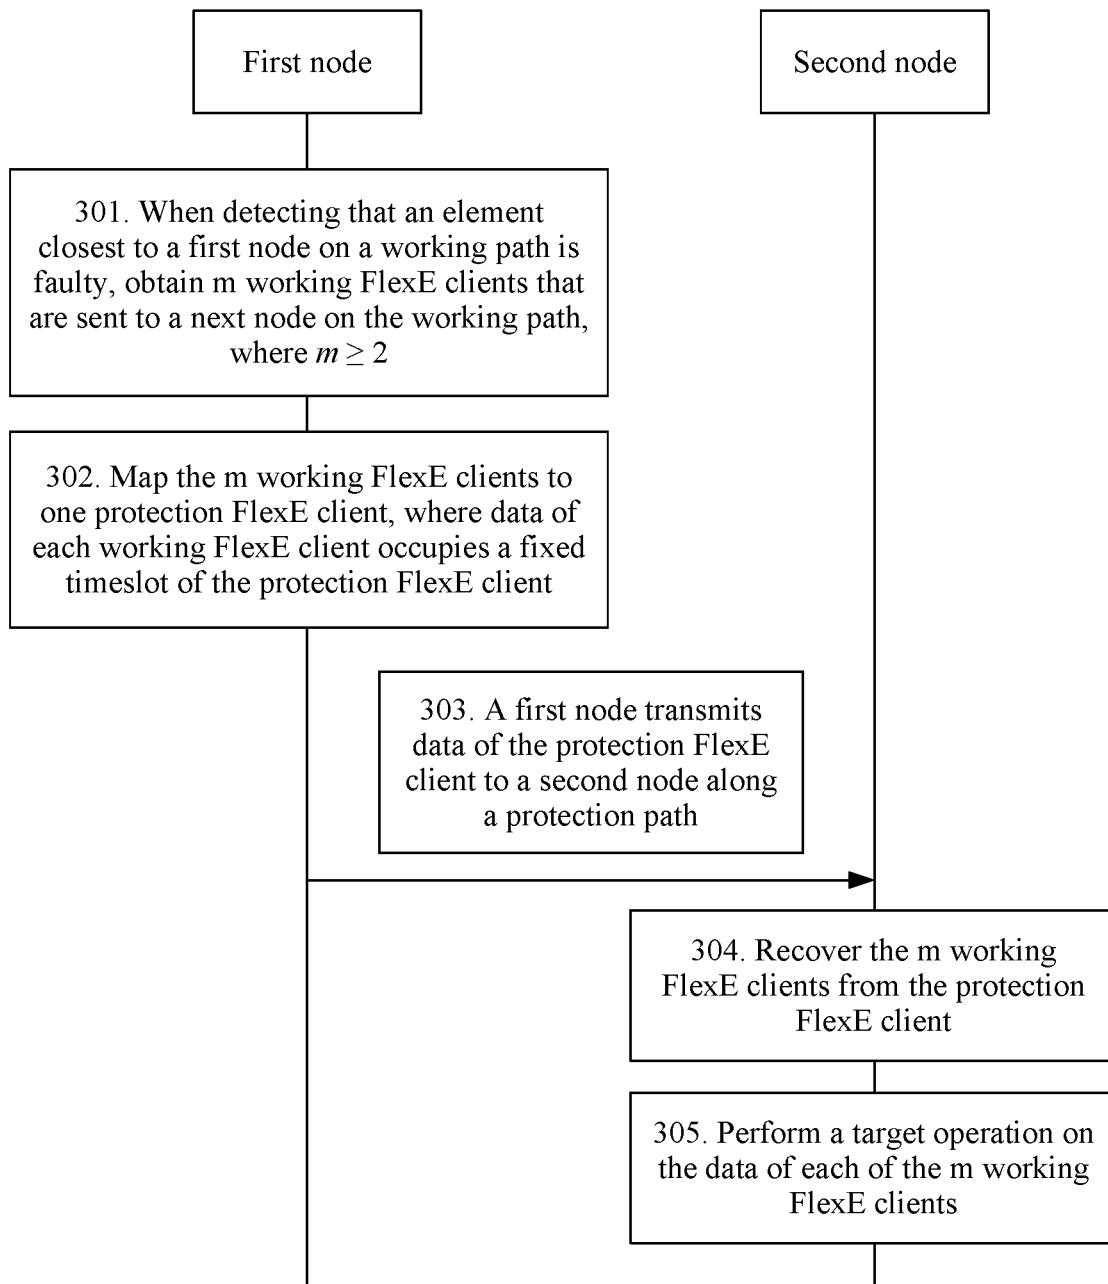 First node
Second node
301. When detecting that an element
closest to a first node on a working path is
faulty, obtain m working FlexE clients that
are sent to a next node on the working path,
where m ≥ 2
302. Map the m working FlexE clients to
one protection FlexE client, where data of
each working FlexE client occupies a fixed
timeslot of the protection FlexE client
303. A first node transmits
data of the protection FlexE
client to a second node along
a protection path
304. Recover the m working
FlexE clients from the protection
FlexE client
305. Perform a target operation on
the data of each of the m working
FlexE clients